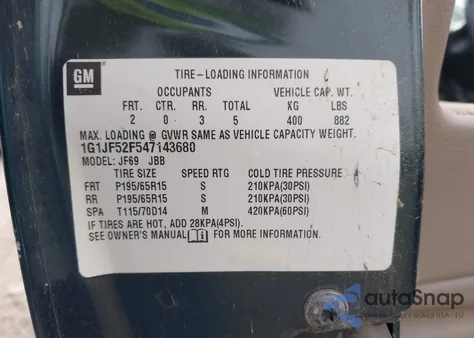 GM
TIRE-LOADING INFORMATION
OCCUPANTS VEHICLE CAP. WT.
FRT. CTR. RR. TOTAL KG LBS
2 0 3 5 400 882
MAX. LOADING @ GVWR SAME AS VEHICLE CAPACITY WEIGHT.
1G1JF52F547143680
MODEL: JF69 JBB
TIRE SIZE SPEED RTG COLD TIRE PRESSURE
FRT P195/65R15 S 210KPA(30PSI)
RR P195/65R15 S 210KPA(30PSI)
SPA T115/70D14 M 420KPA(60PSI)
IF TIRES ARE HOT, ADD 28KPA(4PSI).
SEE OWNER'S MANUAL FOR MORE INFORMATION.
autoSnap